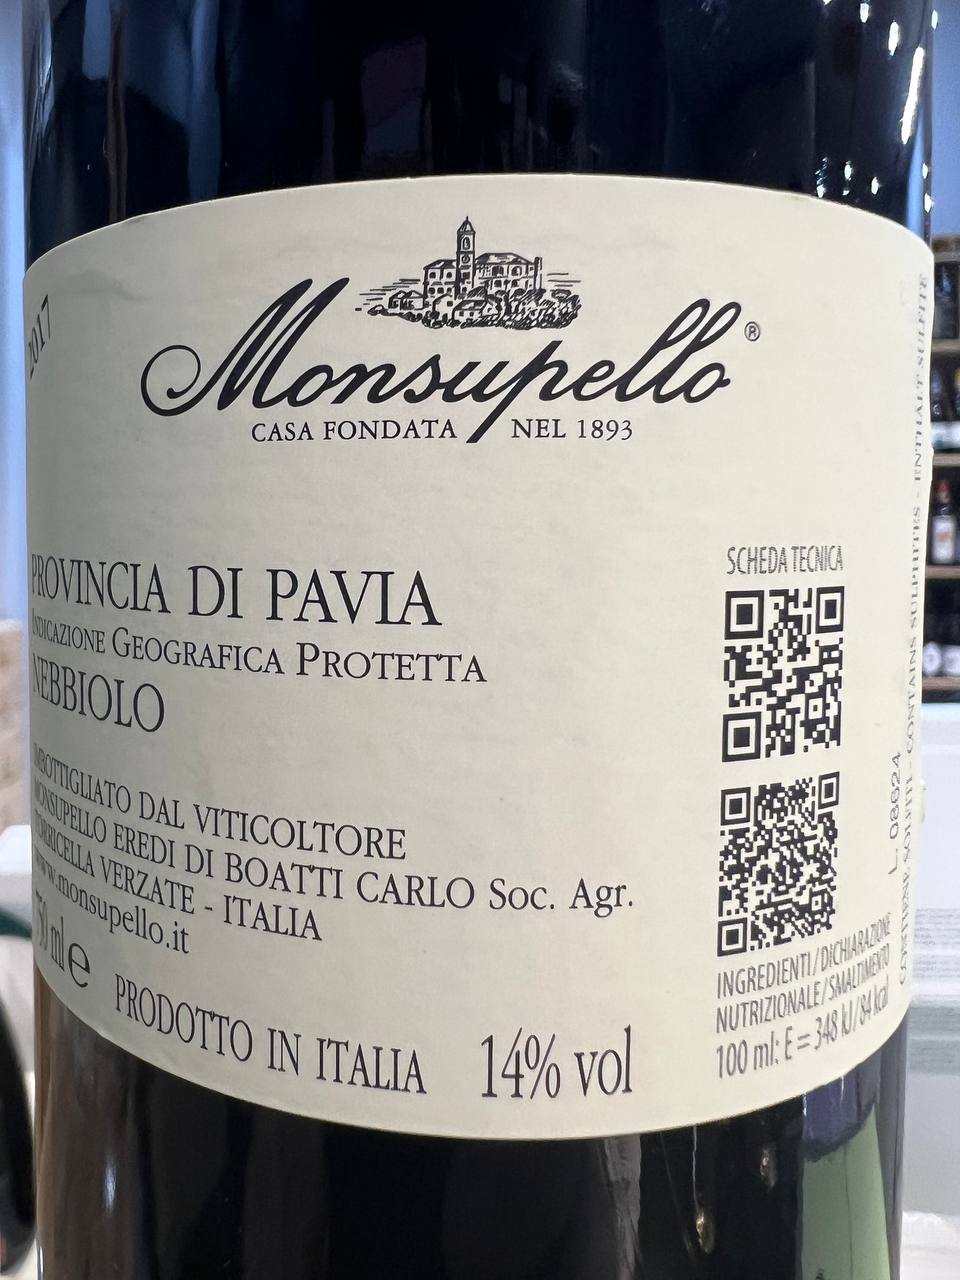 2017
Monsupello®
CASA FONDATA NEL 1893
PROVINCIA DI PAVIA
INDICAZIONE GEOGRAFICA PROTETTA
NEBBIOLO
IMBOTTIGLIATO DAL VITICOLTORE
MONSUPELLO EREDI DI BOATTI CARLO Soc. Agr.
TORRICELLA VERZATE - ITALIA
www.monsupello.it
750 ml e
PRODOTTO IN ITALIA
14% vol
SCHEDA TECNICA
INGREDIENTI/DICHIARAZIONE
NUTRIZIONALE/SMALTIMENTO
100 ml: E = 348 kJ/84 kcal
L. 08624
CONTIENE SOLFITI - CONTAINS SULPHITES - ENTHÄLT SULFITE